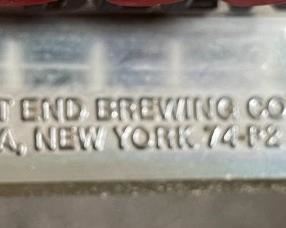 T END BREWING CO
A, NEW YORK 74-P2